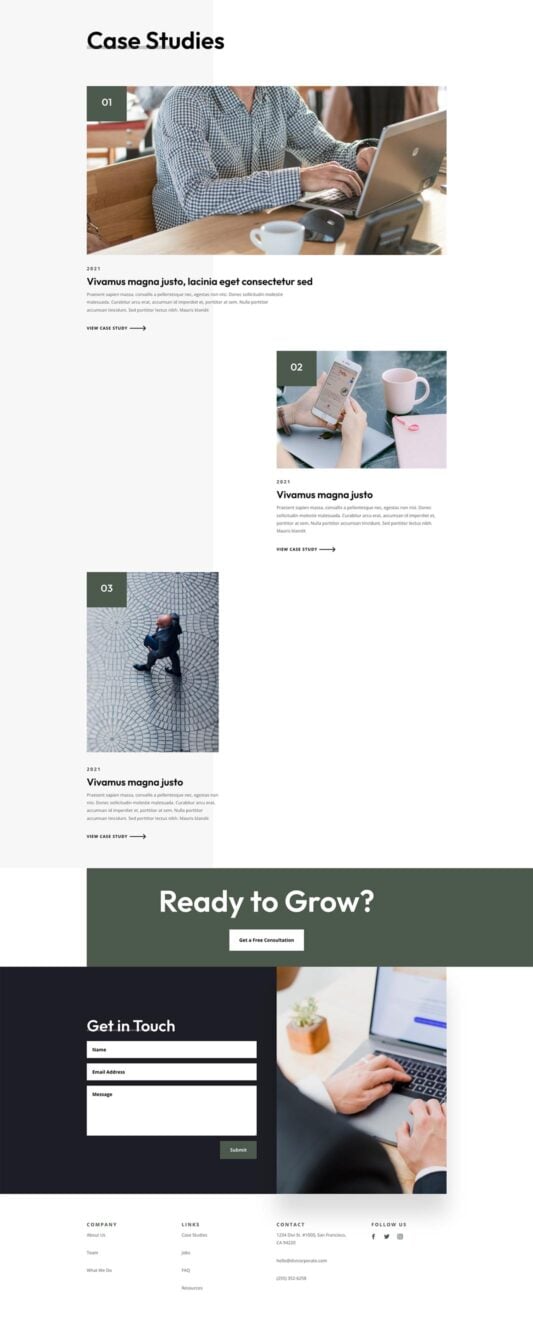 Case Studies
01
2021
Vivamus magna justo, lacinia eget consectetur sed
Praesent sapien massa, convallis a pellentesque nec, egestas non nisi. Donec sollicitudin molestie
malesuada. Curabitur arcu erat, accumsan id imperdiet et, porttitor at sem. Nulla porttitor
accumsan tincidunt. Sed porttitor lectus nibh. Mauris blandit
VIEW CASE STUDY
02
2021
Vivamus magna justo
Praesent sapien massa, convallis a pellentesque nec, egestas non nisi. Donec
sollicitudin molestie malesuada. Curabitur arcu erat, accumsan id imperdiet et,
porttitor at sem. Nulla porttitor accumsan tincidunt. Sed porttitor lectus nibh.
Mauris blandit
VIEW CASE STUDY
03
2021
Vivamus magna justo
Praesent sapien massa, convallis a pellentesque nec, egestas non
nisi. Donec sollicitudin molestie malesuada. Curabitur arcu erat,
accumsan id imperdiet et, porttitor at sem. Nulla porttitor
accumsan tincidunt. Sed porttitor lectus nibh. Mauris blandit
VIEW CASE STUDY
Ready to Grow?
Get a Free Consultation
Get in Touch
Name
Email Address
Message
Submit
COMPANY
LINKS
CONTACT
FOLLOW US
About Us
Case Studies
1234 Divi St. #1000, San Francisco,
CA 94220
Team
Jobs
hello@divicorporate.com
What We Do
FAQ
(255) 352-6258
Resources